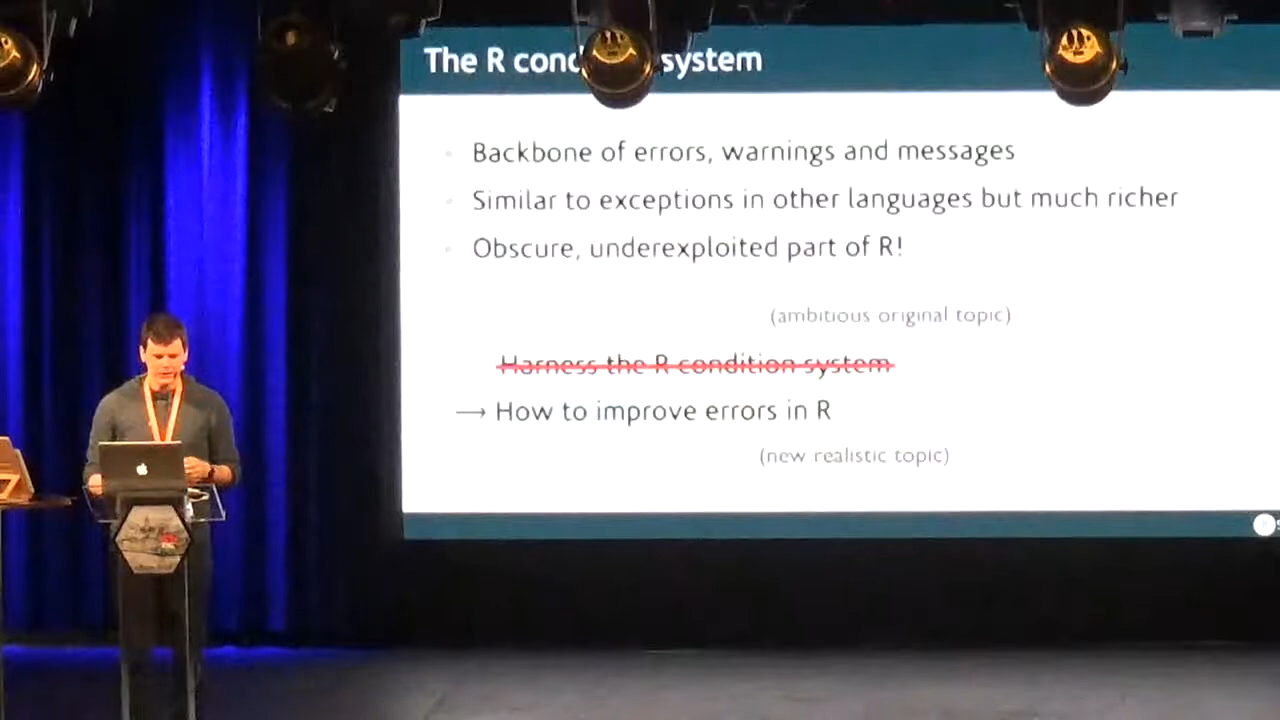 The R cond system
Backbone of errors, warnings and messages
Similar to exceptions in other languages but much richer
Obscure, underexploited part of R!
(ambitious original topic)
Harness the R condition system
→ How to improve errors in R
(new realistic topic)